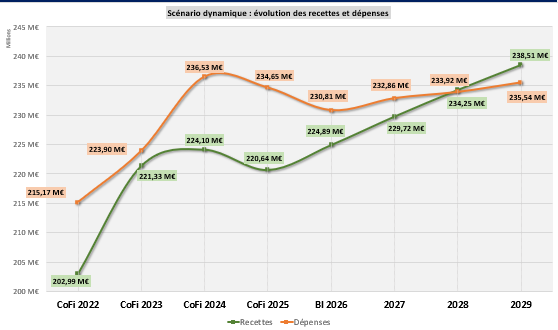 Scénario dynamique : évolution des recettes et dépenses
Millions
245 M€
240 M€
235 M€
230 M€
225 M€
220 M€
215 M€
210 M€
205 M€
200 M€
215,17 M€
223,90 M€
236,53 M€
234,65 M€
230,81 M€
232,86 M€
233,92 M€
235,54 M€
202,99 M€
221,33 M€
224,10 M€
220,64 M€
224,89 M€
229,72 M€
234,25 M€
238,51 M€
CoFi 2022 CoFi 2023 CoFi 2024 CoFi 2025 BI 2026 2027 2028 2029
Recettes Dépenses